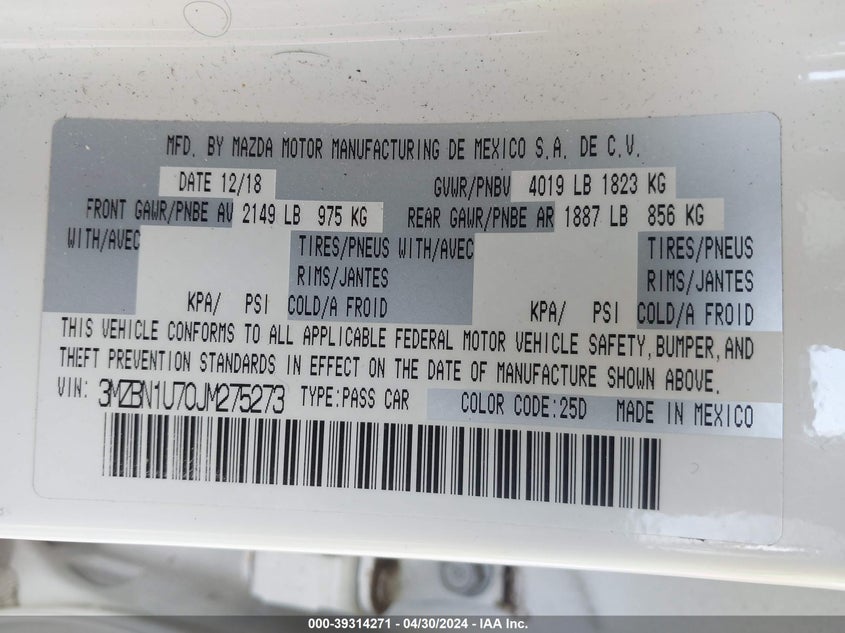 MFD. BY MAZDA MOTOR MANUFACTURING DE MEXICO S.A. DE C.V.
DATE 12/18 GVWR/PNBV 4019 LB 1823 KG
FRONT GAWR/PNBE AV 2149 LB 975 KG REAR GAWR/PNBE AR 1887 LB 856 KG
WITH/AVEC TIRES/PNEUS WITH/AVEC TIRES/PNEUS
RIMS/JANTES RIMS/JANTES
KPA/ PSI COLD/A FROID KPA/ PSI COLD/A FROID
THIS VEHICLE CONFORMS TO ALL APPLICABLE FEDERAL MOTOR VEHICLE SAFETY, BUMPER, AND
THEFT PREVENTION STANDARDS IN EFFECT ON THE DATE OF MANUFACTURE SHOWN ABOVE.
VIN: 3MZBN1U70JM275273 TYPE:PASS CAR COLOR CODE:25D MADE IN MEXICO
000-39314271 - 04/30/2024 - IAA Inc.